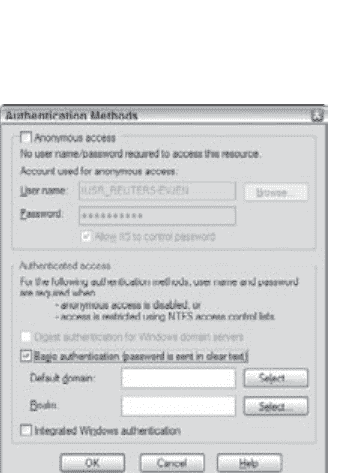 Authentication Methods
Anonymous access
No user name/password required to access this resource.
Account used for anonymous access:
User name: IUSR_REUTERS-EWEN Browse...
Password: **********
Allow IIS to control password
Authenticated access
For the following authentication methods, user name and password
are required when
- anonymous access is disabled, or
- access is restricted using NTFS access control lists
Digest authentication for Windows domain servers
Basic authentication (password is sent in clear text)
Default domain: Select...
Realm: Select...
Integrated Windows authentication
OK Cancel Help